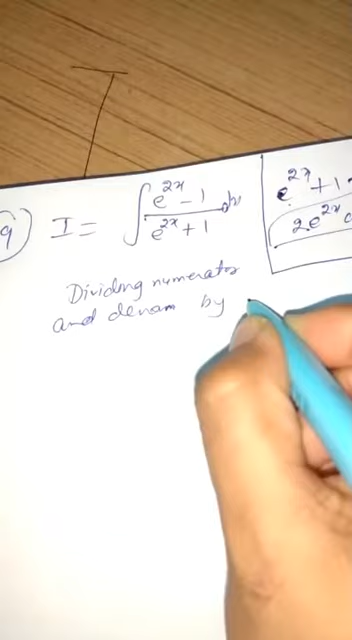 9) I = ∫ e^{2x} - 1 / e^{2x} + 1 dx
e^{2x} + 1
2e^{2x} d
Dividing numerator
and denom by